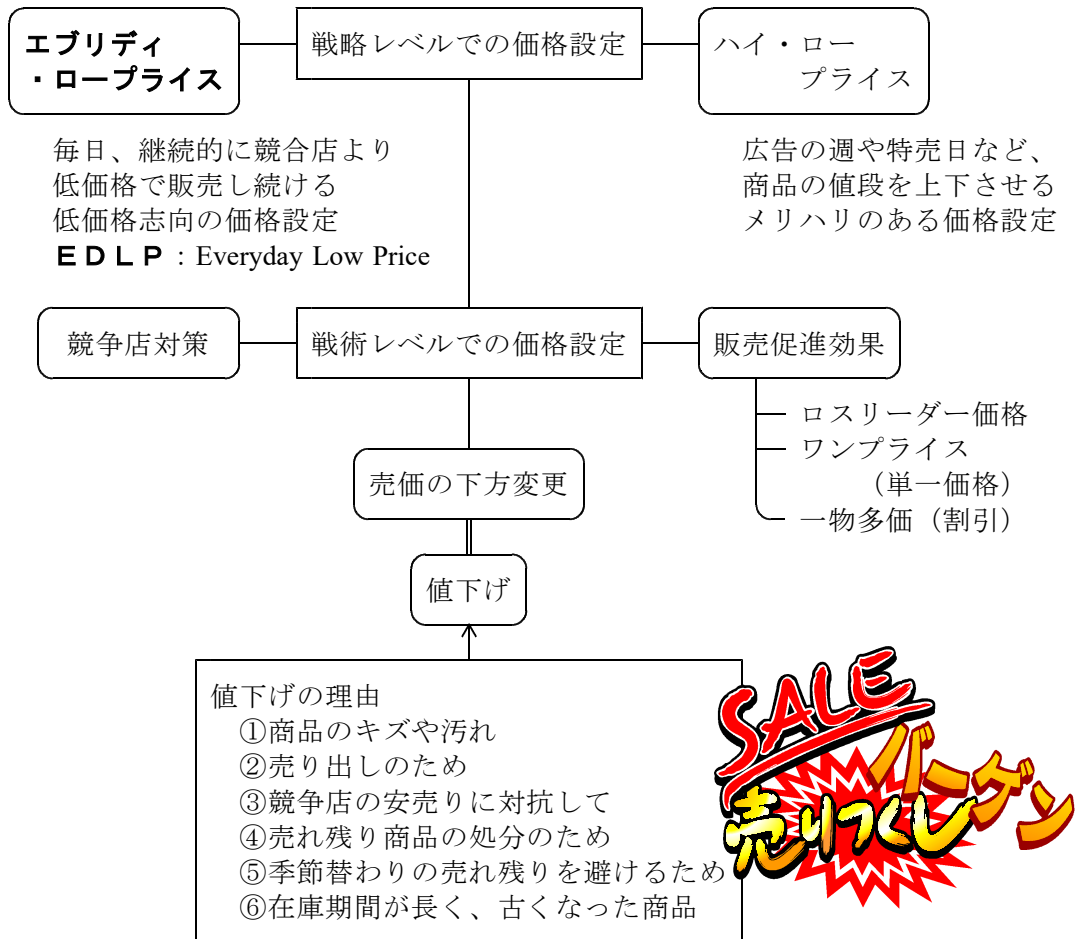 エブリディ
・ロープライス
戦略レベルでの価格設定
ハイ・ロー
プライス
毎日、継続的に競合店より
低価格で販売し続ける
低価格志向の価格設定
ＥＤＬＰ：Everyday Low Price
広告の週や特売日など、
商品の値段を上下させる
メリハリのある価格設定
競争店対策
戦術レベルでの価格設定
販売促進効果
ロスリーダー価格
ワンプライス
（単一価格）
一物多価（割引）
売価の下方変更
値下げ
値下げの理由
①商品のキズや汚れ
②売り出しのため
③競争店の安売りに対抗して
④売れ残り商品の処分のため
⑤季節替わりの売れ残りを避けるため
⑥在庫期間が長く、古くなった商品
SALE
バーゲン
売りつくし